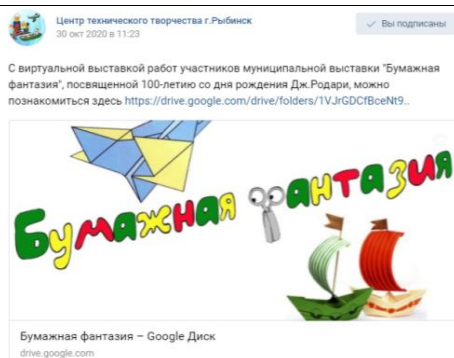 Центр технического творчества г.Рыбинск
30 окт 2020 в 11:23
Вы подписаны
С виртуальной выставкой работ участников муниципальной выставки "Бумажная
фантазия", посвященной 100-летию со дня рождения Дж.Родари, можно
познакомиться здесь https://drive.google.com/drive/folders/1VJrGDCfBceNt9..
Бумажная фантазия
Бумажная фантазия – Google Диск
drive.google.com